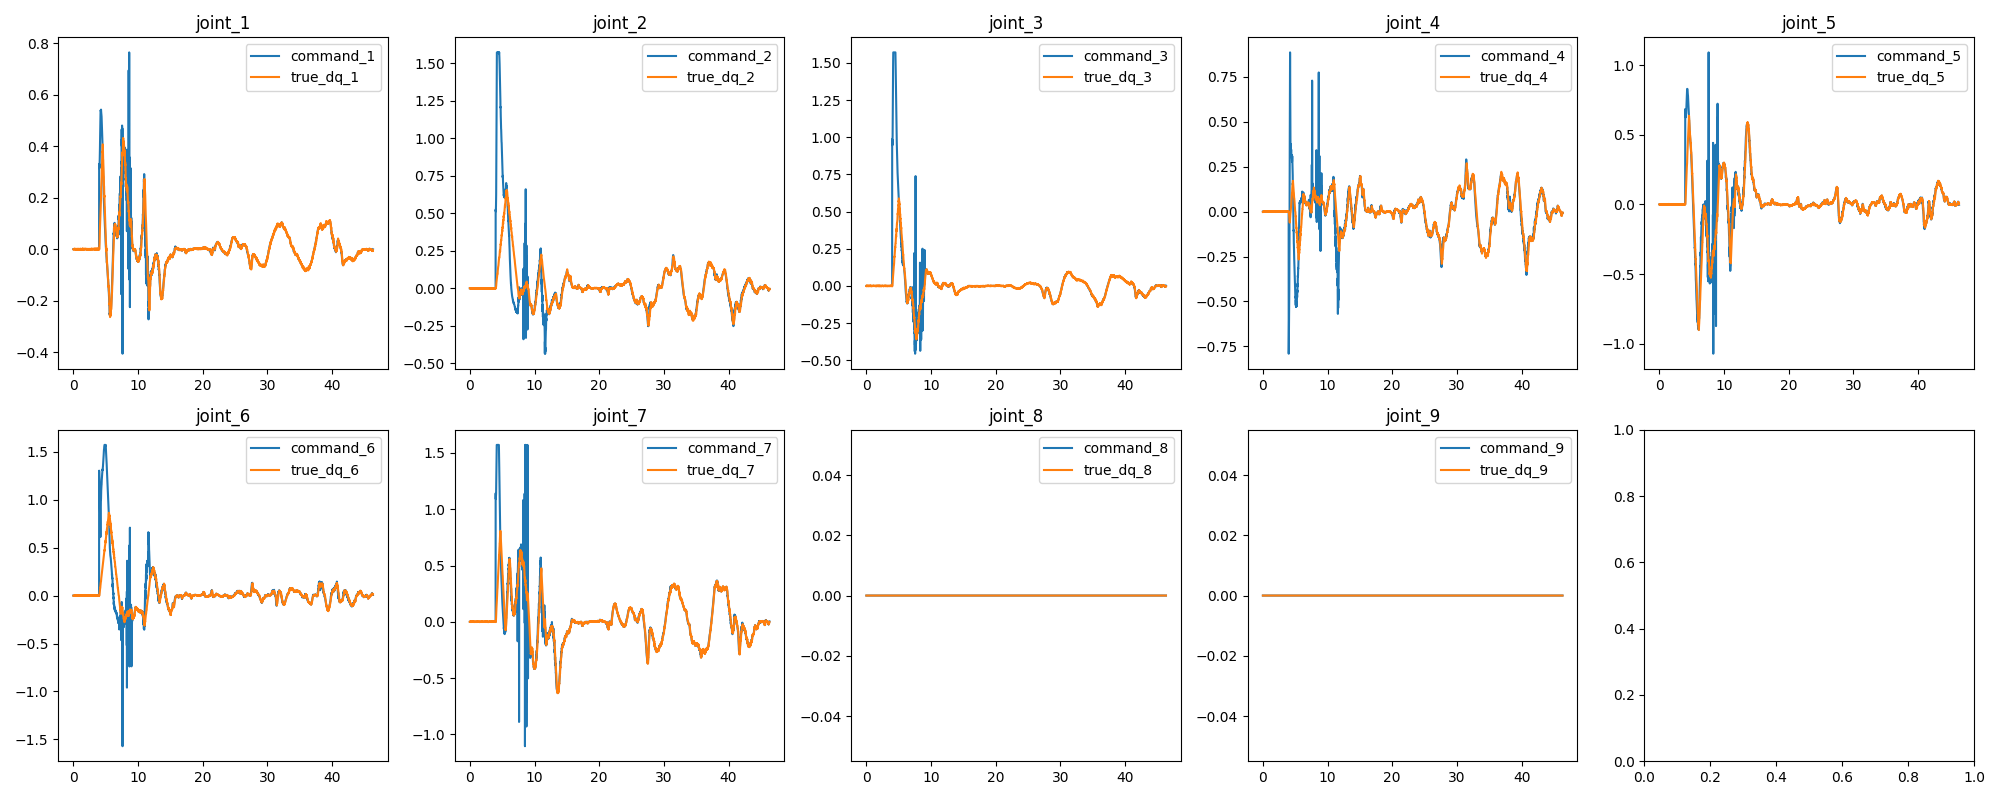 joint_1
command_1
true_dq_1
0.8
0.6
0.4
0.2
0.0
−0.2
−0.4
0 10 20 30 40
joint_2
command_2
true_dq_2
1.50
1.25
1.00
0.75
0.50
0.25
0.00
−0.25
−0.50
0 10 20 30 40
joint_3
command_3
true_dq_3
1.50
1.25
1.00
0.75
0.50
0.25
0.00
−0.25
−0.50
0 10 20 30 40
joint_4
command_4
true_dq_4
0.75
0.50
0.25
0.00
−0.25
−0.50
−0.75
0 10 20 30 40
joint_5
command_5
true_dq_5
1.0
0.5
0.0
−0.5
−1.0
0 10 20 30 40
joint_6
command_6
true_dq_6
1.5
1.0
0.5
0.0
−0.5
−1.0
−1.5
0 10 20 30 40
joint_7
command_7
true_dq_7
1.5
1.0
0.5
0.0
−0.5
−1.0
0 10 20 30 40
joint_8
command_8
true_dq_8
0.04
0.02
0.00
−0.02
−0.04
0 10 20 30 40
joint_9
command_9
true_dq_9
0.04
0.02
0.00
−0.02
−0.04
0 10 20 30 40
1.0
0.8
0.6
0.4
0.2
0.0
0.0 0.2 0.4 0.6 0.8 1.0